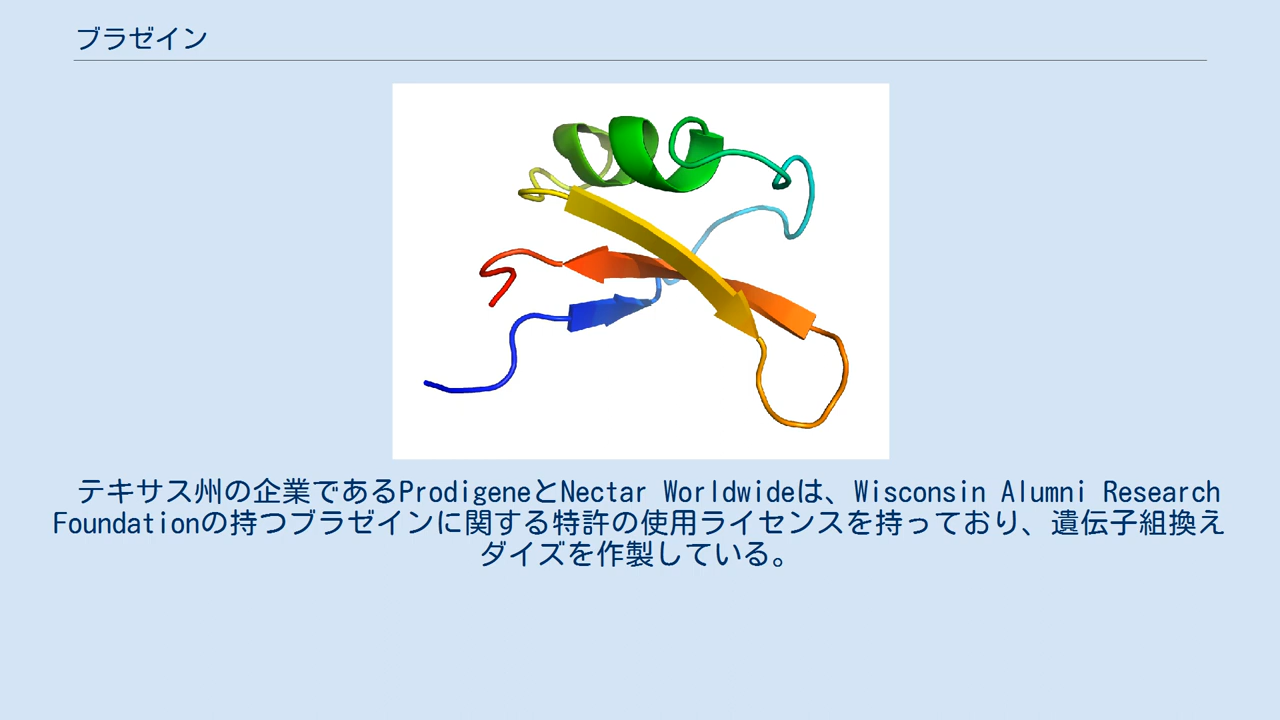 ブラゼイン
テキサス州の企業であるProdigeneとNectar Worldwideは、Wisconsin Alumni Research
Foundationの持つブラゼインに関する特許の使用ライセンスを持っており、遺伝子組換え
ダイズを作製している。